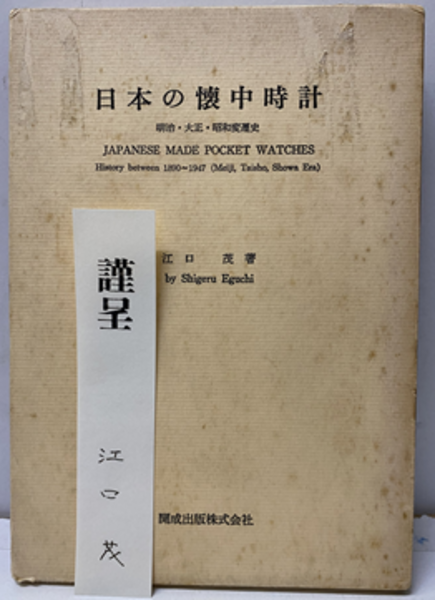 日本の懐中時計
明治・大正・昭和変遷史
JAPANESE MADE POCKET WATCHES
History between 1890~1947 (Meiji, Taisho, Showa Era)
江口 茂著
by Shigeru Eguchi
開成出版株式会社
謹呈
江口茂